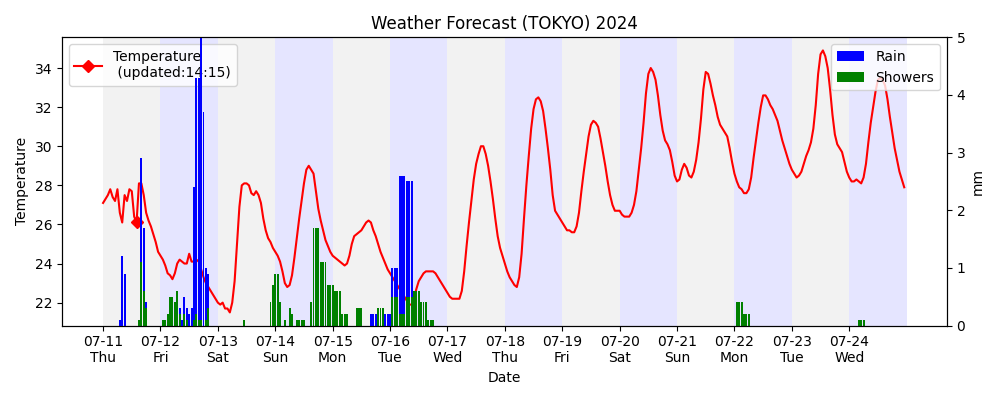 Weather Forecast (TOKYO) 2024
Temperature
(updated:14:15)
Rain
Showers
Temperature
34
32
30
28
26
24
22
5
4
3
2
1
0
mm
07-11 07-12 07-13 07-14 07-15 07-16 07-17 07-18 07-19 07-20 07-21 07-22 07-23 07-24
Thu Fri Sat Sun Mon Tue Wed Thu Fri Sat Sun Mon Tue Wed
Date